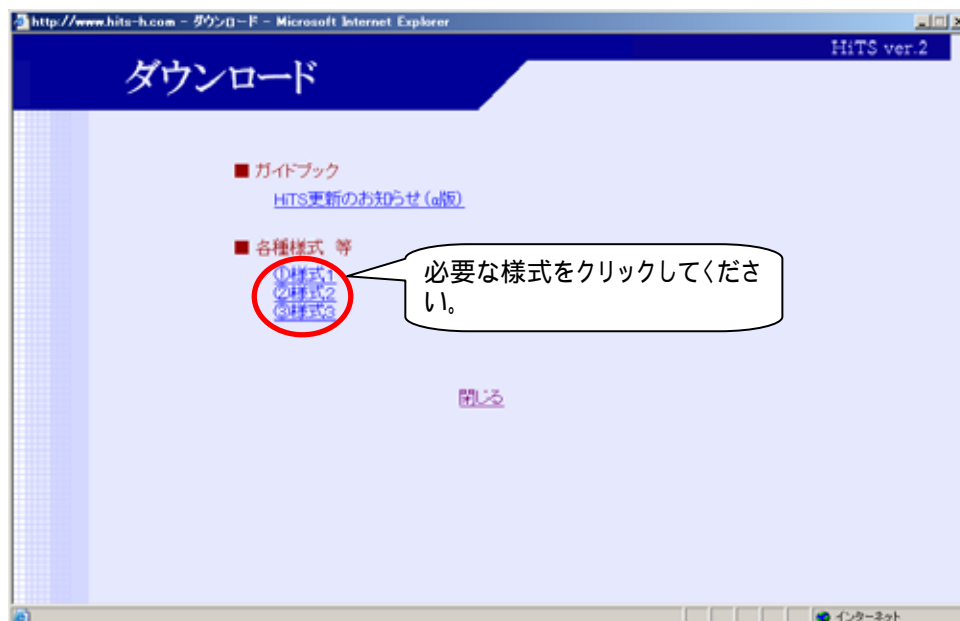 http://www.hits-h.com - ダウンロード - Microsoft Internet Explorer
HiTS ver.2
ダウンロード
■ ガイドブック
HiTS更新のお知らせ(α版)
■ 各種様式 等
①様式1
②様式2
③様式3
必要な様式をクリックしてくださ
い。
閉じる
インターネット